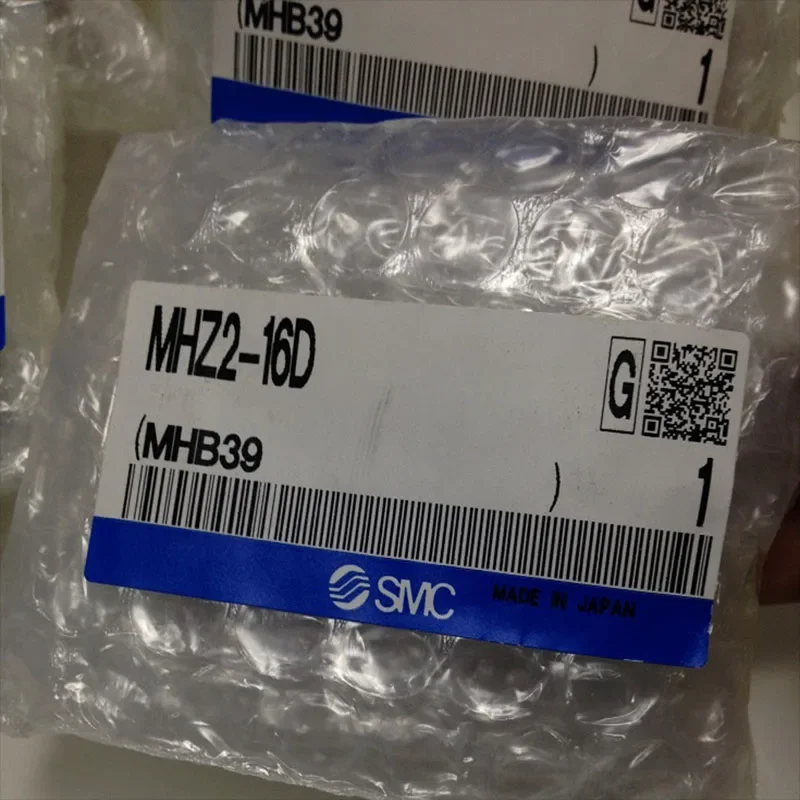 (MHB39
)
1
MHZ2-16D
G
(MHB39
)
1
SMC
MADE IN JAPAN